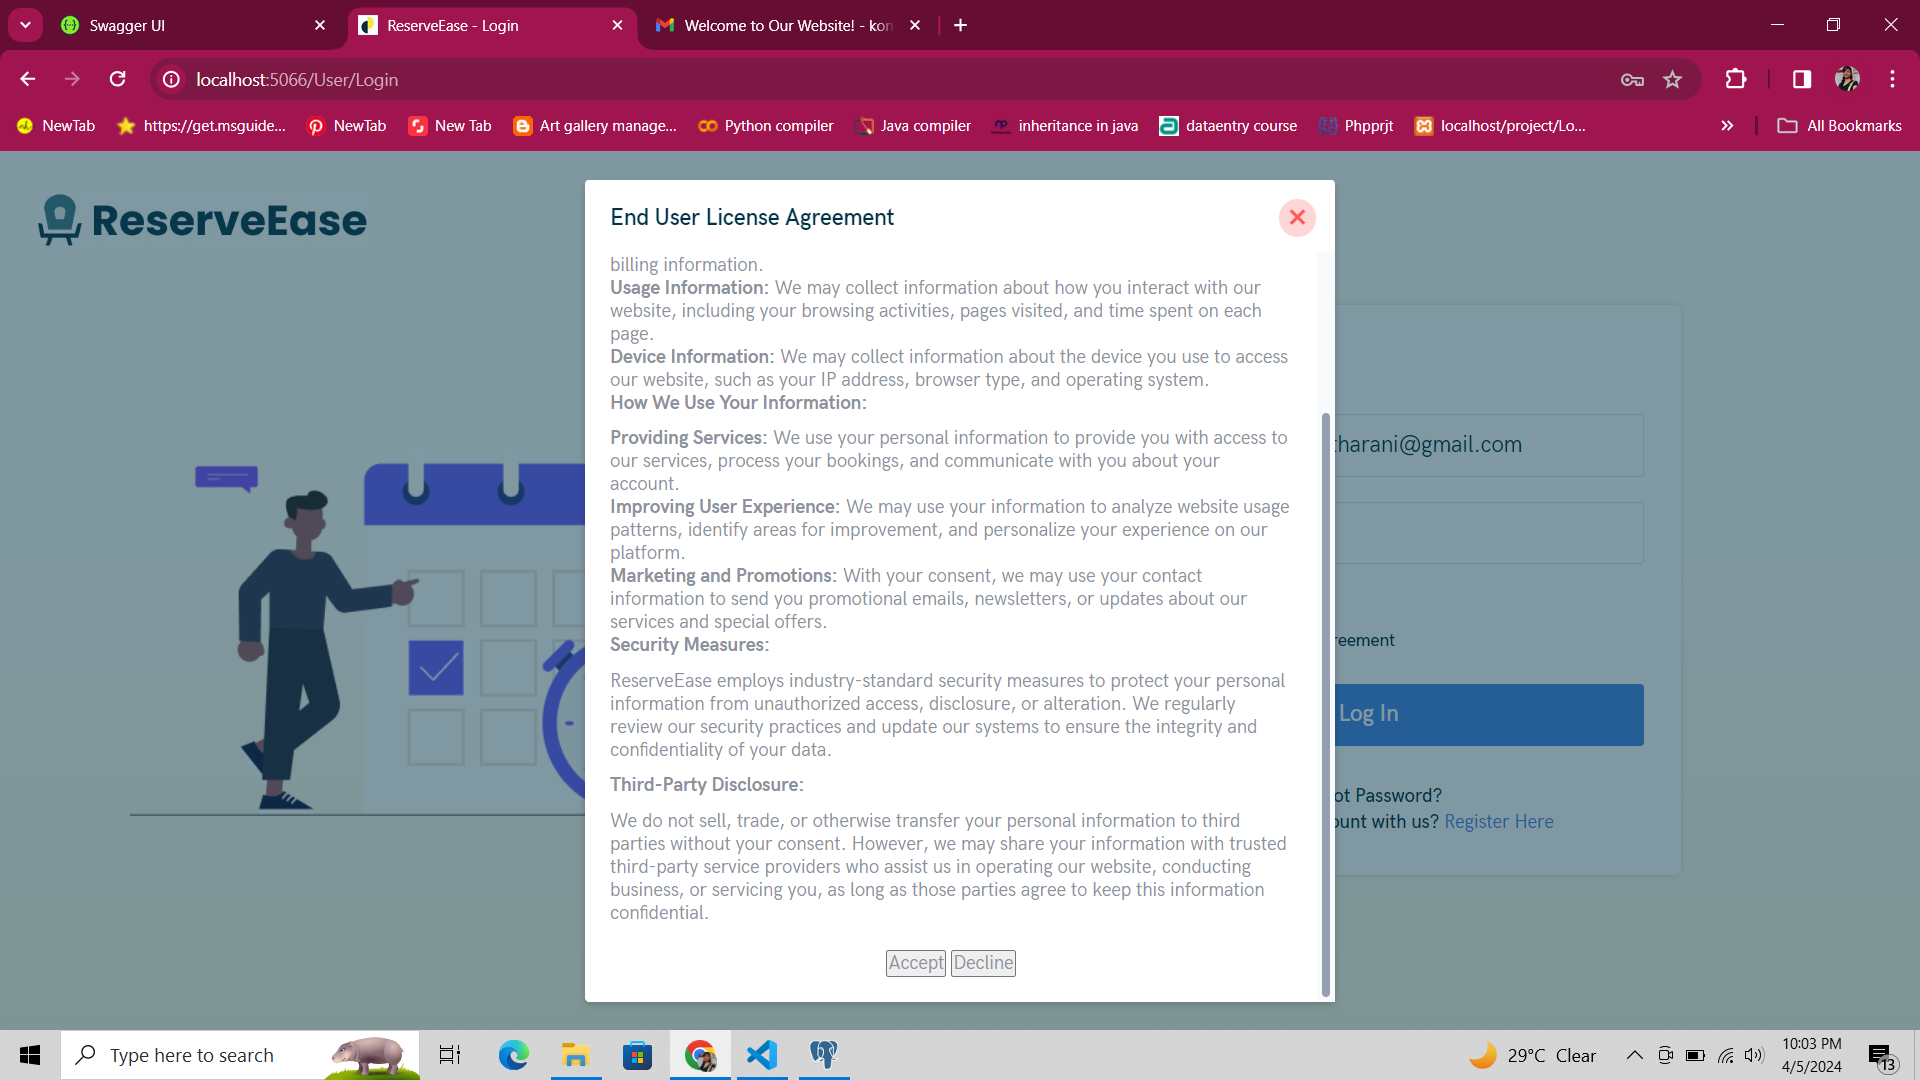 Swagger UI
ReserveEase - Login
Welcome to Our Website! - kon
localhost:5066/User/Login
NewTab
https://get.msguide...
NewTab
New Tab
Art gallery manage...
Python compiler
Java compiler
inheritance in java
dataentry course
Phpprjt
localhost/project/Lo...
All Bookmarks
ReserveEase
End User License Agreement
billing information.
Usage Information: We may collect information about how you interact with our
website, including your browsing activities, pages visited, and time spent on each
page.
Device Information: We may collect information about the device you use to access
our website, such as your IP address, browser type, and operating system.
How We Use Your Information:
Providing Services: We use your personal information to provide you with access to
our services, process your bookings, and communicate with you about your
account.
Improving User Experience: We may use your information to analyze website usage
patterns, identify areas for improvement, and personalize your experience on our
platform.
Marketing and Promotions: With your consent, we may use your contact
information to send you promotional emails, newsletters, or updates about our
services and special offers.
Security Measures:
ReserveEase employs industry-standard security measures to protect your personal
information from unauthorized access, disclosure, or alteration. We regularly
review our security practices and update our systems to ensure the integrity and
confidentiality of your data.
Third-Party Disclosure:
We do not sell, trade, or otherwise transfer your personal information to third
parties without your consent. However, we may share your information with trusted
third-party service providers who assist us in operating our website, conducting
business, or servicing you, as long as those parties agree to keep this information
confidential.
Accept Decline
tharani@gmail.com
reement
Log In
ot Password?
ount with us? Register Here
Type here to search
29°C Clear
10:03 PM
4/5/2024
13